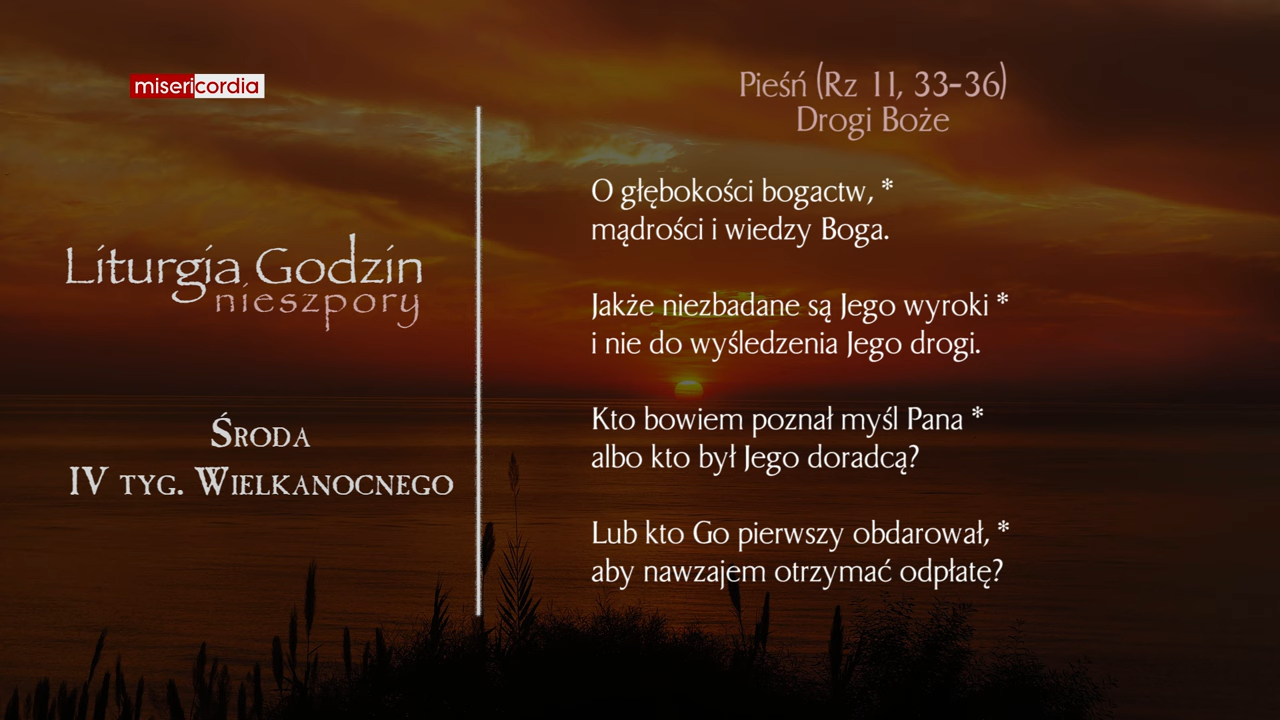 misericordia
Liturgia Godzin
nieszpory
Środa
IV tyg. Wielkanocnego
Pieśń (Rz 11, 33-36)
Drogi Boże
O głębokości bogactw, *
mądrości i wiedzy Boga.
Jakże niezbadane są Jego wyroki *
i nie do wyśledzenia Jego drogi.
Kto bowiem poznał myśl Pana *
albo kto był Jego doradcą?
Lub kto Go pierwszy obdarował, *
aby nawzajem otrzymać odpłatę?